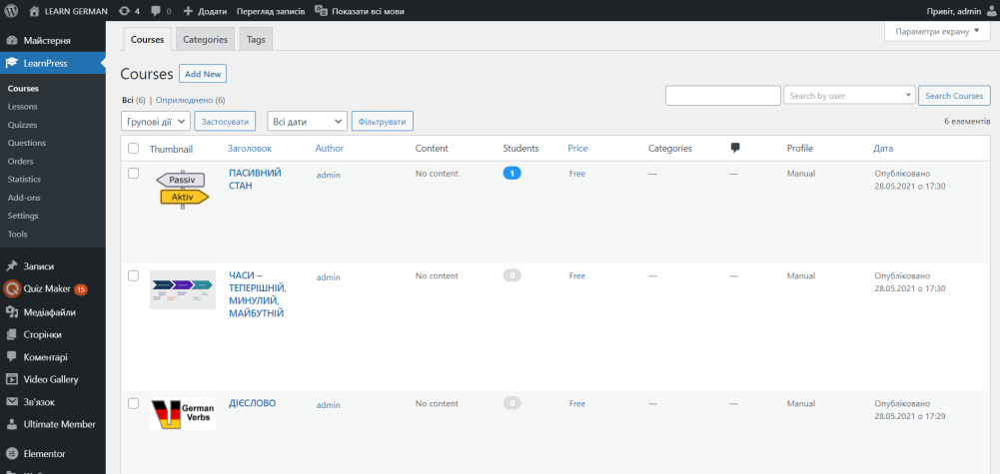 LEARN GERMAN 4 0 Додати Перегляд записів Показати всі мови Привіт, admin
Майстерня
LearnPress
Courses
Lessons
Quizzes
Questions
Orders
Statistics
Add-ons
Settings
Tools
Записи
Quiz Maker 15
Медіафайли
Сторінки
Коментарі
Video Gallery
Зв'язок
Ultimate Member
Elementor
Courses Categories Tags
Параметри екрану
Courses Add New
Всі (6) | Оприлюднено (6)
Search by user Search Courses
Групові дії Застосувати Всі дати Фільтрувати
6 елементів
Thumbnail Заголовок Author Content Students Price Categories Profile Дата
Passiv
Aktiv
ПАСИВНИЙ
СТАН
admin No content 1 Free — — Manual Опубліковано
28.05.2021 о 17:30
ЧАСИ –
ТЕПЕРІШНІЙ,
МИНУЛИЙ,
МАЙБУТНІЙ
admin No content 0 Free — — Manual Опубліковано
28.05.2021 о 17:30
German
Verbs
ДІЄСЛОВО
admin No content 0 Free — — Manual Опубліковано
28.05.2021 о 17:29